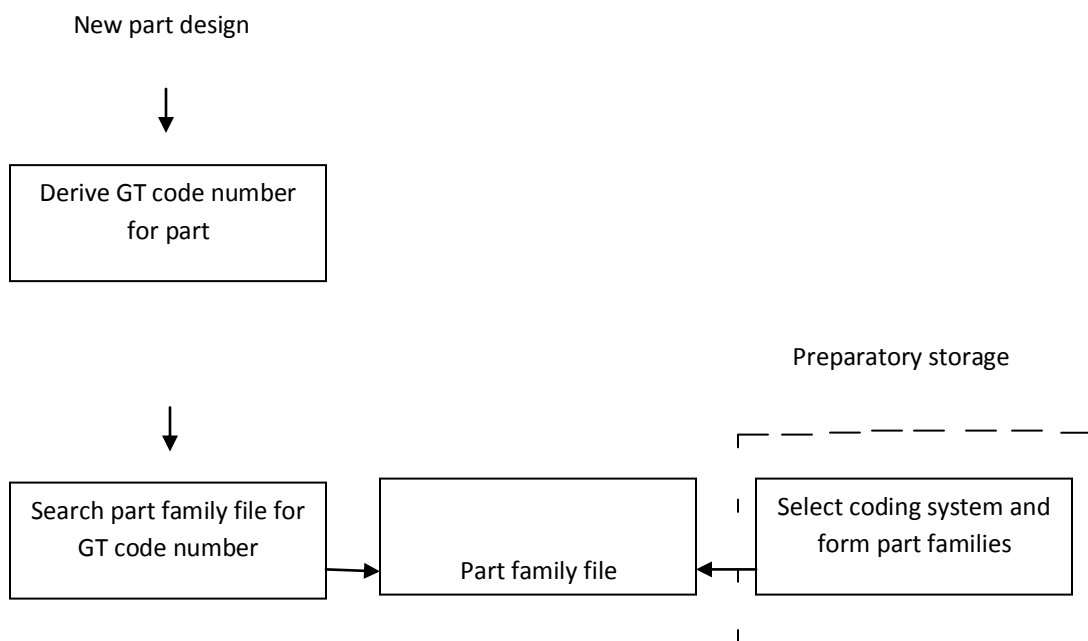 New part design
Derive GT code number
for part
Preparatory storage
Search part family file for
GT code number
Part family file
Select coding system and
form part families